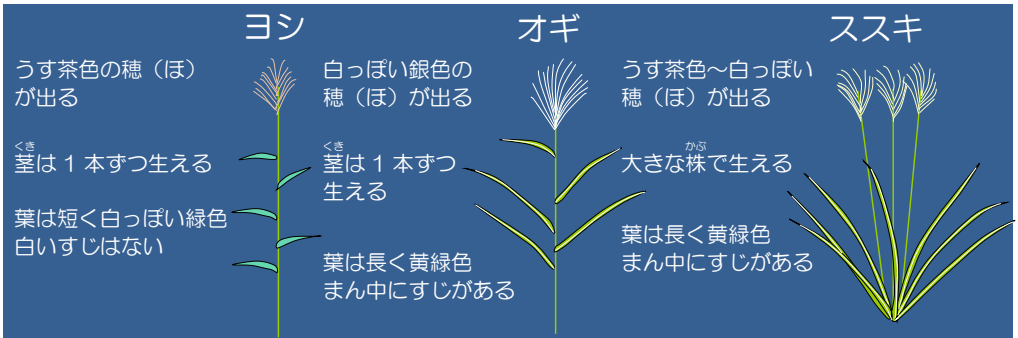 ヨシ
うす茶色の穂（ほ）
が出る
くき
茎は 1 本ずつ生える
葉は短く白っぽい緑色
白いすじはない
オギ
白っぽい銀色の
穂（ほ）が出る
くき
茎は 1 本ずつ
生える
葉は長く黄緑色
まん中にすじがある
ススキ
うす茶色～白っぽい
穂（ほ）が出る
かぶ
大きな株で生える
葉は長く黄緑色
まん中にすじがある